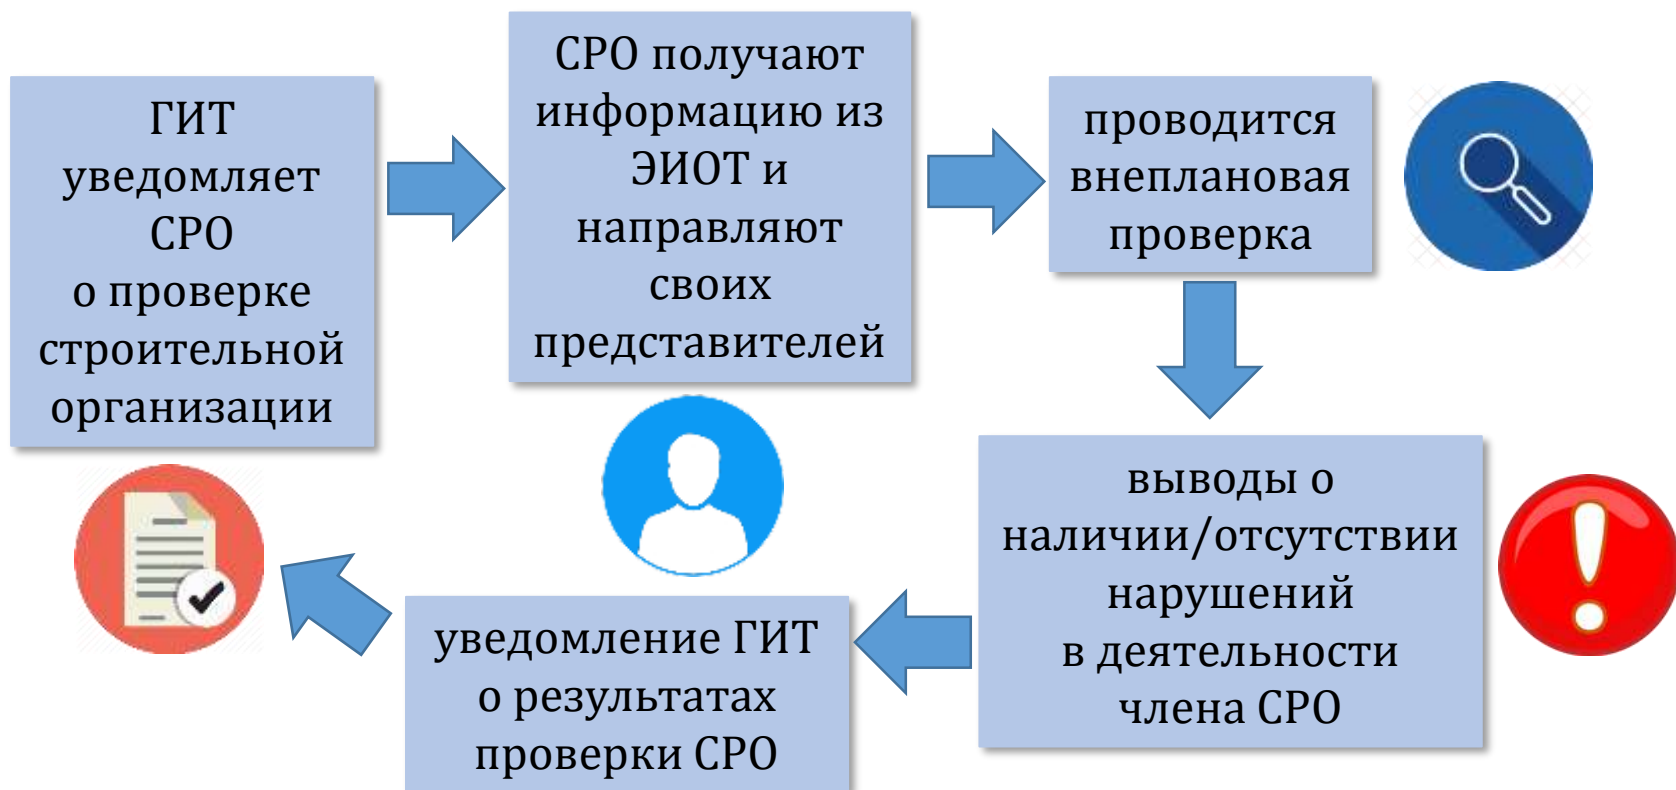 ГИТ
уведомляет
СРО
о проверке
строительной
организации
СРО получают
информацию из
ЭИОТ и
направляют
своих
представителей
проводится
внеплановая
проверка
выводы о
наличии/отсутствии
нарушений
в деятельности
члена СРО
уведомление ГИТ
о результатах
проверки СРО